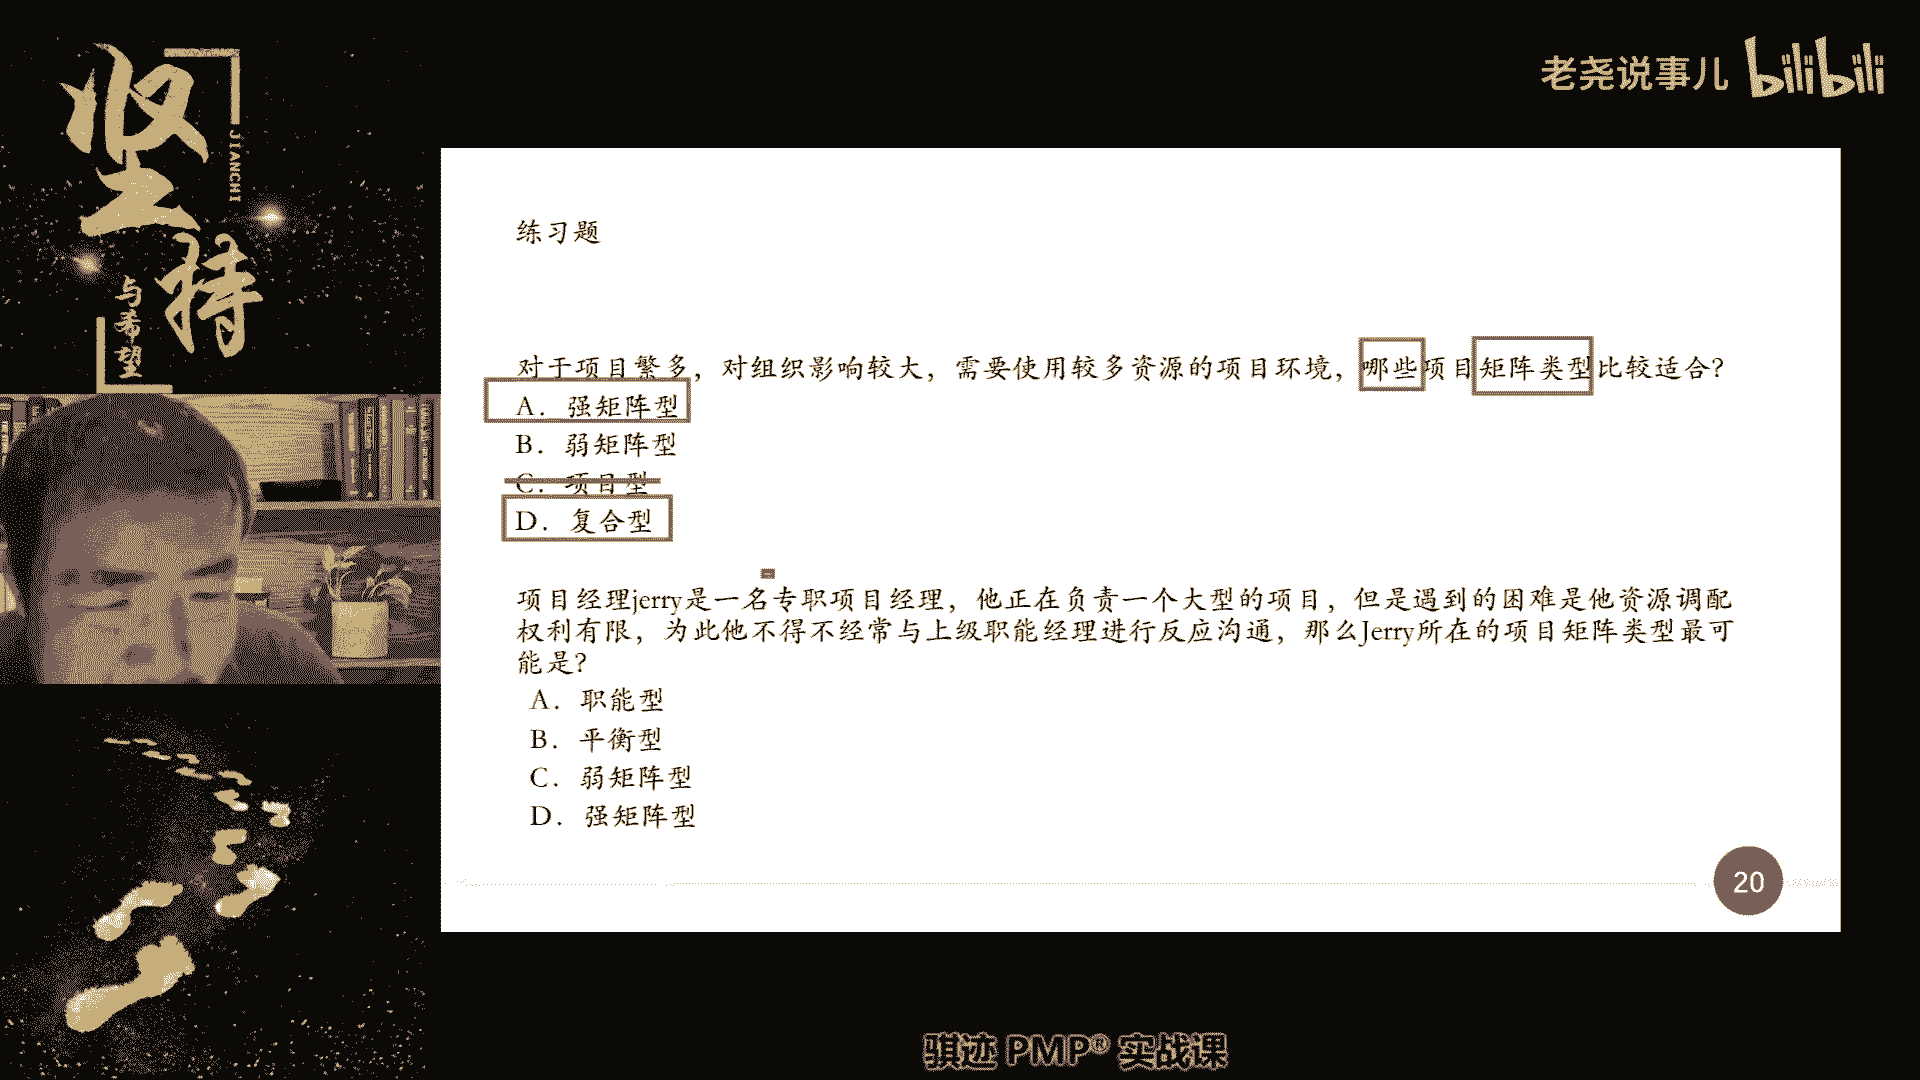 坚持
JIANCHI
与希望
老尧说事儿 bilibili
练习题
对于项目繁多，对组织影响较大，需要使用较多资源的项目环境，哪些项目矩阵类型比较适合？
A．强矩阵型
B．弱矩阵型
C．项目型
D．复合型
项目经理jerry是一名专职项目经理，他正在负责一个大型的项目，但是遇到的困难是他资源调配
权利有限，为此他不得不经常与上级职能经理进行反应沟通，那么Jerry所在的项目矩阵类型最可
能是？
A．职能型
B．平衡型
C．弱矩阵型
D．强矩阵型
20
骐迹 PMP® 实战课